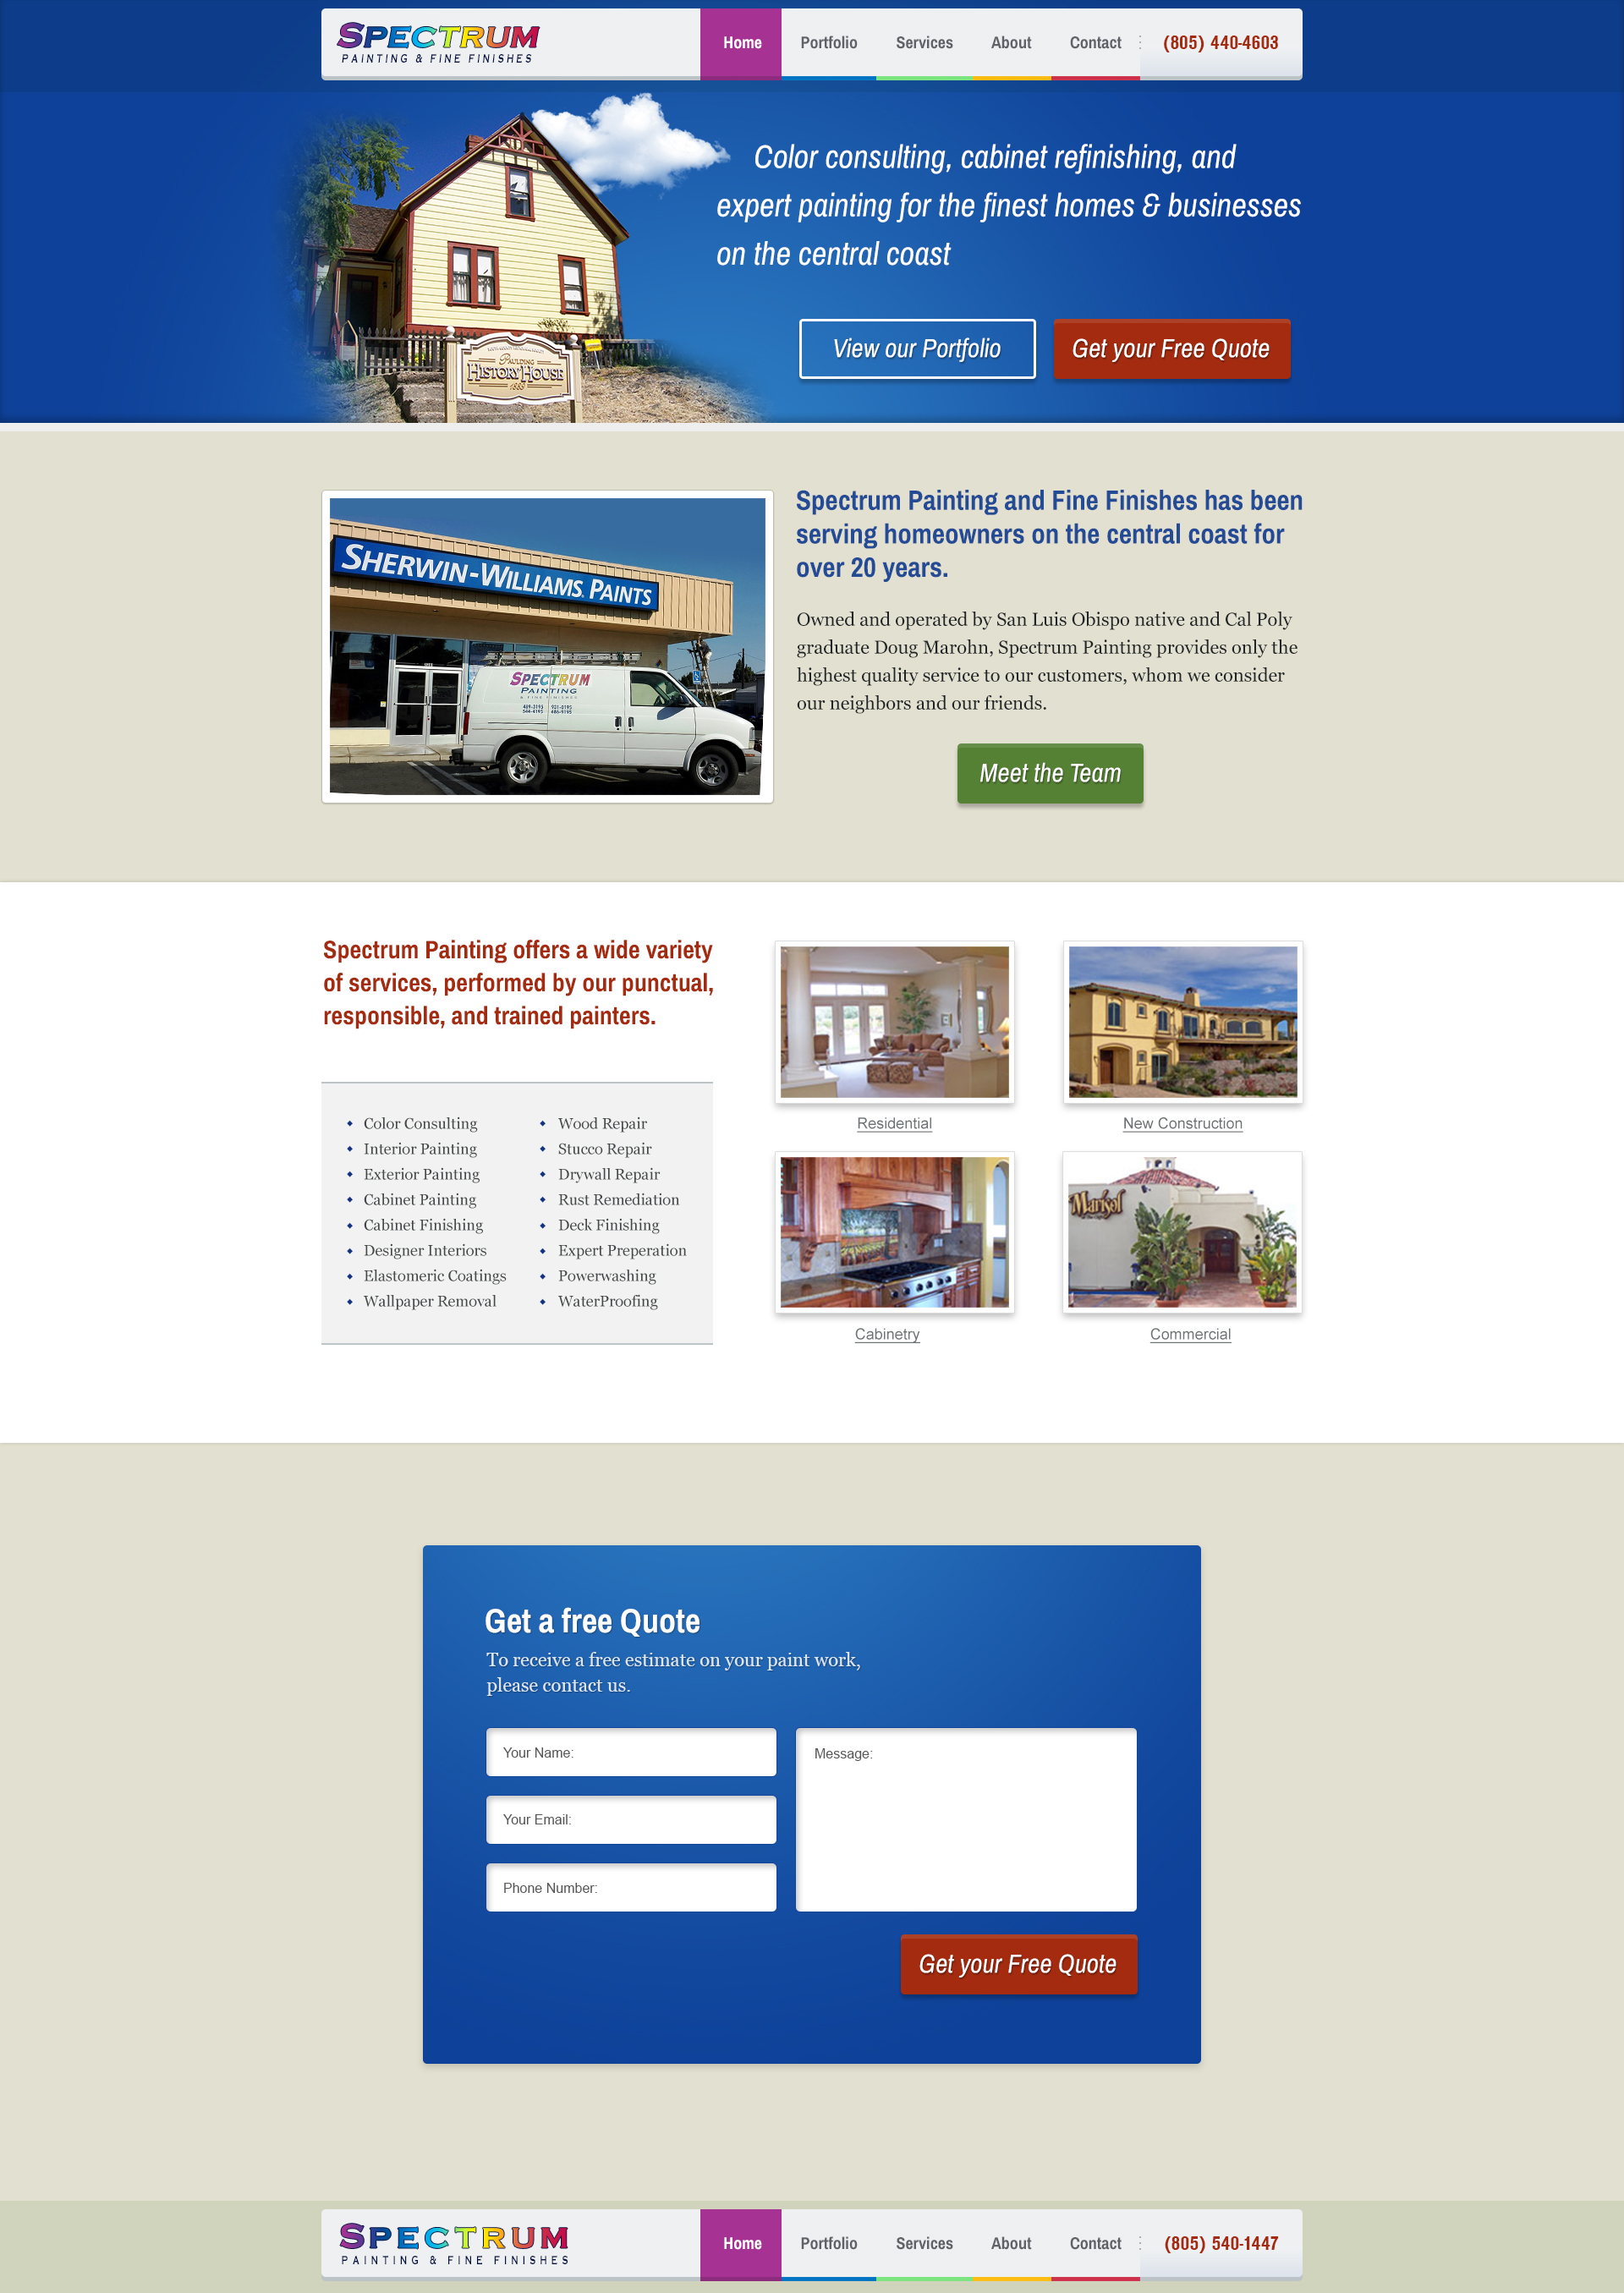 SPECTRUM
PAINTING & FINE FINISHES
Home Portfolio Services About Contact (805) 440-4603
Color consulting, cabinet refinishing, and
expert painting for the finest homes & businesses
on the central coast
PAULDING
HISTORY HOUSE
1889
View our Portfolio
Get your Free Quote
SHERWIN-WILLIAMS. PAINTS
SPECTRUM
PAINTING
& FINE FINISHES
Spectrum Painting and Fine Finishes has been
serving homeowners on the central coast for
over 20 years.
Owned and operated by San Luis Obispo native and Cal Poly
graduate Doug Marohn, Spectrum Painting provides only the
highest quality service to our customers, whom we consider
our neighbors and our friends.
Meet the Team
Spectrum Painting offers a wide variety
of services, performed by our punctual,
responsible, and trained painters.
Color Consulting
Interior Painting
Exterior Painting
Cabinet Painting
Cabinet Finishing
Designer Interiors
Elastomeric Coatings
Wallpaper Removal
Wood Repair
Stucco Repair
Drywall Repair
Rust Remediation
Deck Finishing
Expert Preperation
Powerwashing
WaterProofing
Residential
New Construction
Marisol
Cabinetry
Commercial
Get a free Quote
To receive a free estimate on your paint work,
please contact us.
Your Name:
Your Email:
Phone Number:
Message:
Get your Free Quote
SPECTRUM
PAINTING & FINE FINISHES
Home Portfolio Services About Contact (805) 540-1447